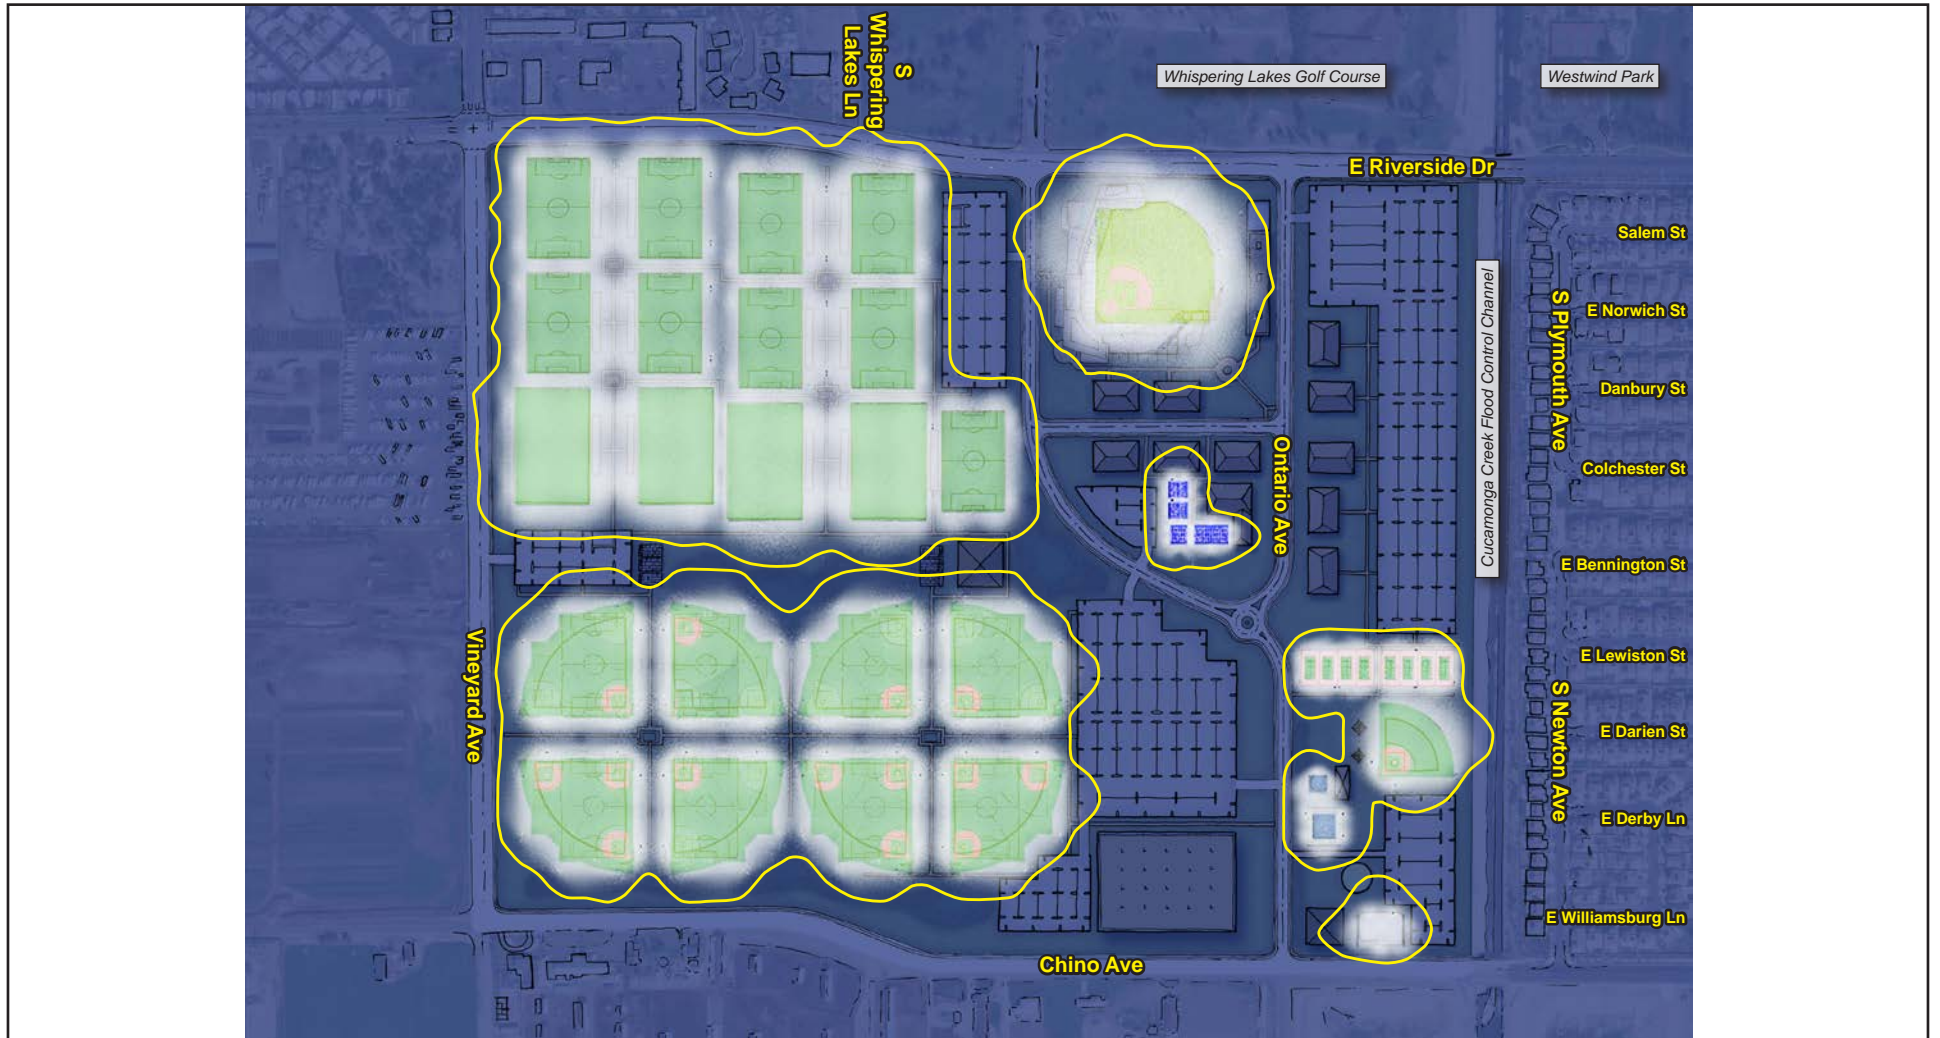 S
Whispering
Lakes Ln
Whispering Lakes Golf Course
Westwind Park
E Riverside Dr
Salem St
E Norwich St
S Plymouth Ave
Danbury St
Cucamonga Creek Flood Control Channel
Colchester St
Ontario Ave
E Bennington St
Vineyard Ave
E Lewiston St
S Newton Ave
E Darien St
E Derby Ln
E Williamsburg Ln
Chino Ave